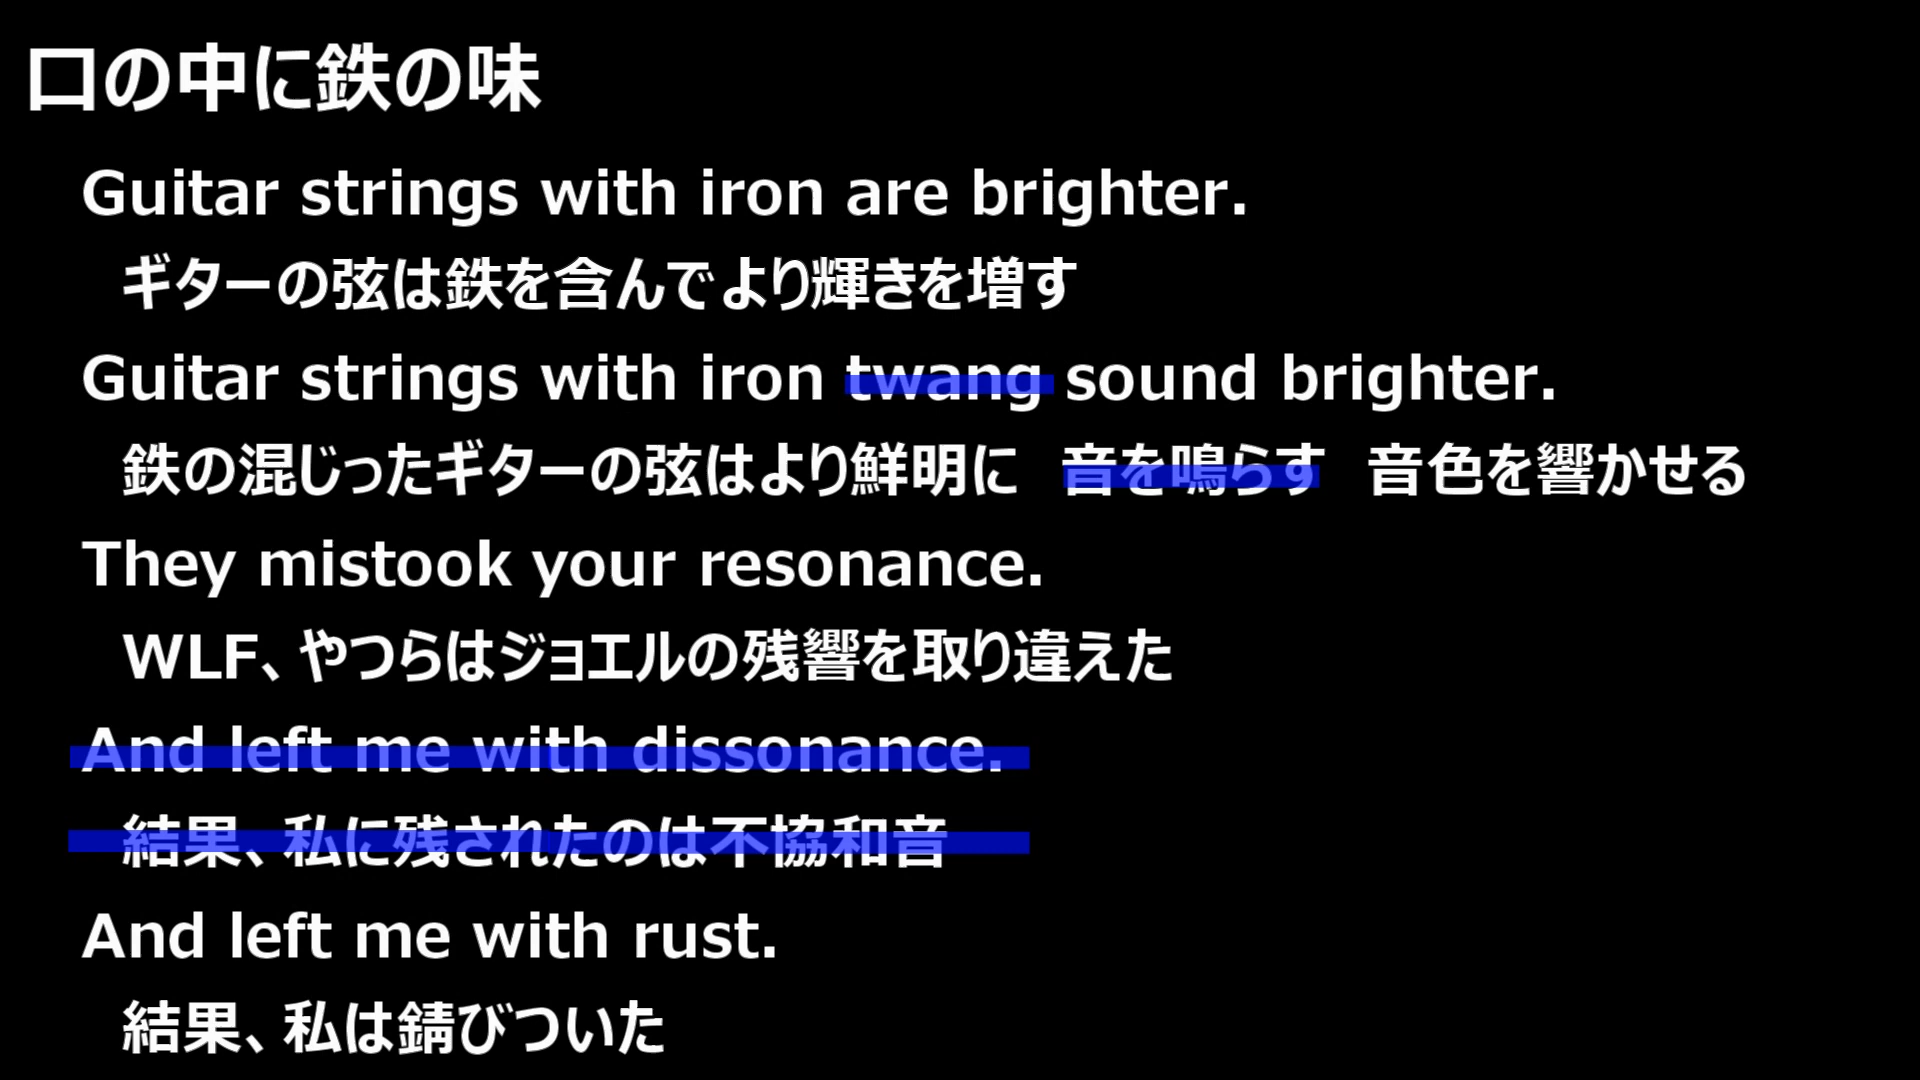 口の中に鉄の味
Guitar strings with iron are brighter.
ギターの弦は鉄を含んでより輝きを増す
Guitar strings with iron twang sound brighter.
鉄の混じったギターの弦はより鮮明に　音を鳴らす　音色を響かせる
They mistook your resonance.
WLF、やつらはジョエルの残響を取り違えた
And left me with dissonance.
結果、私に残されたのは不協和音
And left me with rust.
結果、私は錆びついた